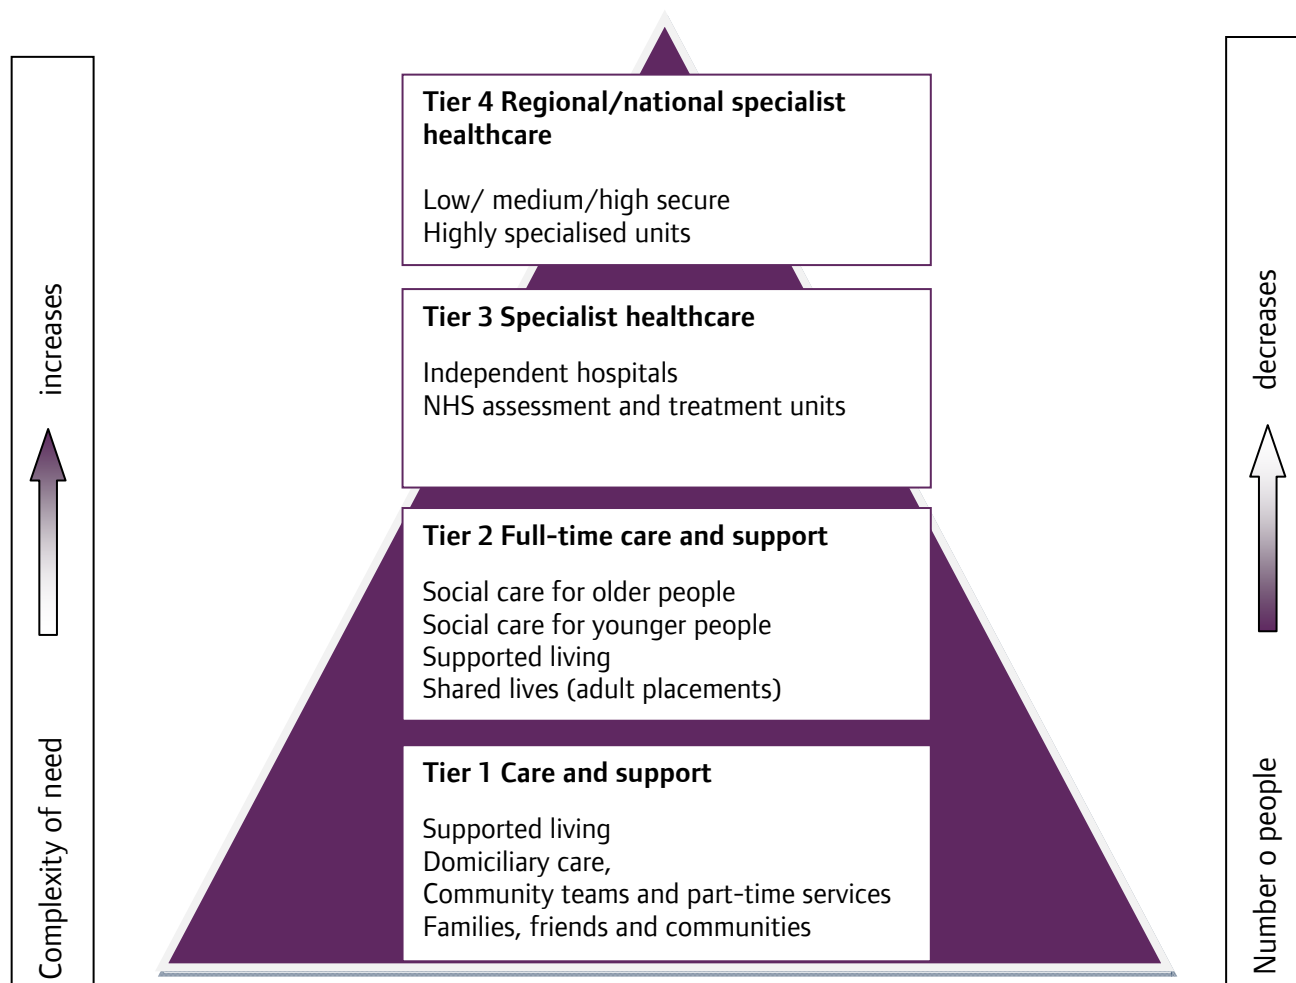 Tier 4 Regional/national specialist
healthcare
Low/ medium/high secure
Highly specialised units
Tier 3 Specialist healthcare
Independent hospitals
NHS assessment and treatment units
Tier 2 Full-time care and support
Social care for older people
Social care for younger people
Supported living
Shared lives (adult placements)
Tier 1 Care and support
Supported living
Domiciliary care,
Community teams and part-time services
Families, friends and communities
Complexity of need
increases
Number o people
decreases